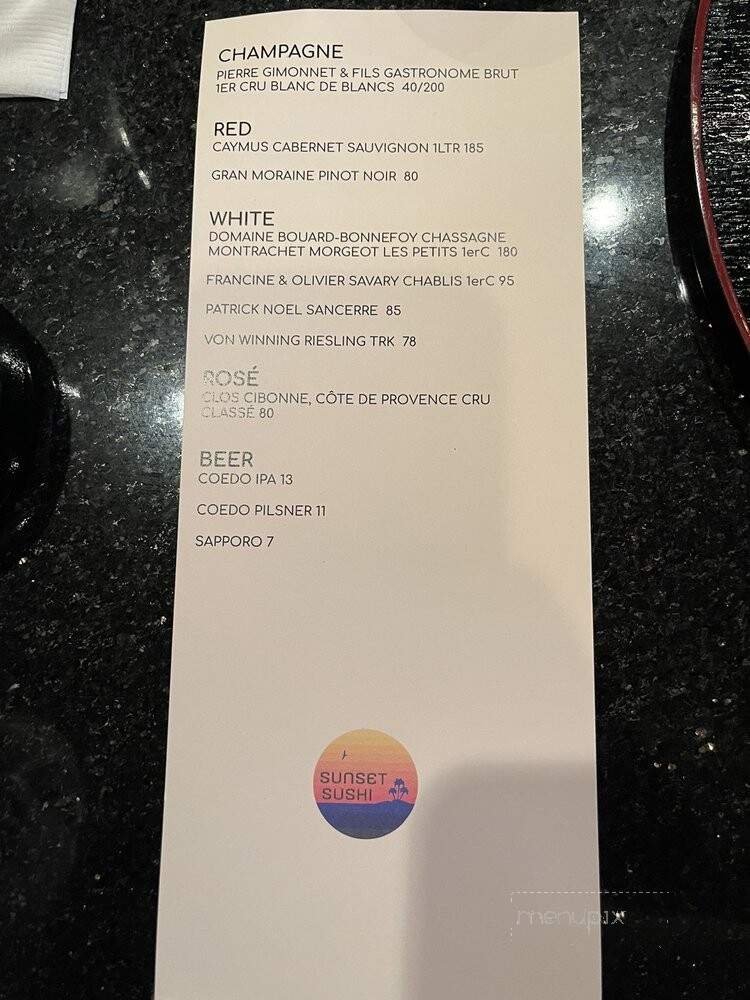 CHAMPAGNE
PIERRE GIMONNET & FILS GASTRONOME BRUT
1ER CRU BLANC DE BLANCS 40/200
RED
CAYMUS CABERNET SAUVIGNON 1LTR 185
GRAN MORAINE PINOT NOIR 80
WHITE
DOMAINE BOUARD-BONNEFOY CHASSAGNE
MONTRACHET MORGEOT LES PETITS 1erC 180
FRANCINE & OLIVIER SAVARY CHABLIS 1erC 95
PATRICK NOEL SANCERRE 85
VON WINNING RIESLING TRK 78
ROSÉ
CLOS CIBONNE, CÔTE DE PROVENCE CRU
CLASSÉ 80
BEER
COEDO IPA 13
COEDO PILSNER 11
SAPPORO 7
SUNSET
SUSHI
menupix